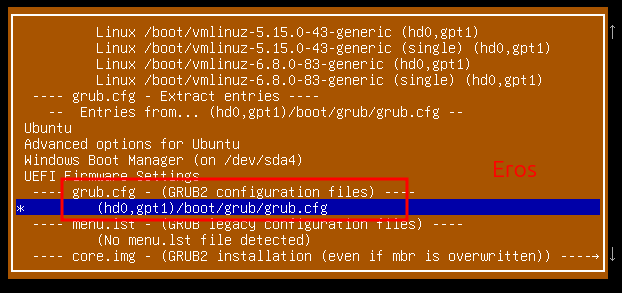 Linux /boot/vmlinuz-5.15.0-43-generic (hd0,gpt1)
Linux /boot/vmlinuz-5.15.0-43-generic (single) (hd0,gpt1)
Linux /boot/vmlinuz-6.8.0-83-generic (hd0,gpt1)
Linux /boot/vmlinuz-6.8.0-83-generic (single) (hd0,gpt1)
---- grub.cfg - Extract entries ----
-- Entries from... (hd0,gpt1)/boot/grub/grub.cfg --
Ubuntu
Advanced options for Ubuntu
Windows Boot Manager (on /dev/sda4)
UEFI Firmware Settings
Eros
---- grub.cfg - (GRUB2 configuration files) ----
* (hd0,gpt1)/boot/grub/grub.cfg
---- menu.lst - (GRUB legacy configuration files) ----
(No menu.lst file detected)
---- core.img - (GRUB2 installation (even if mbr is overwritten)) ----→